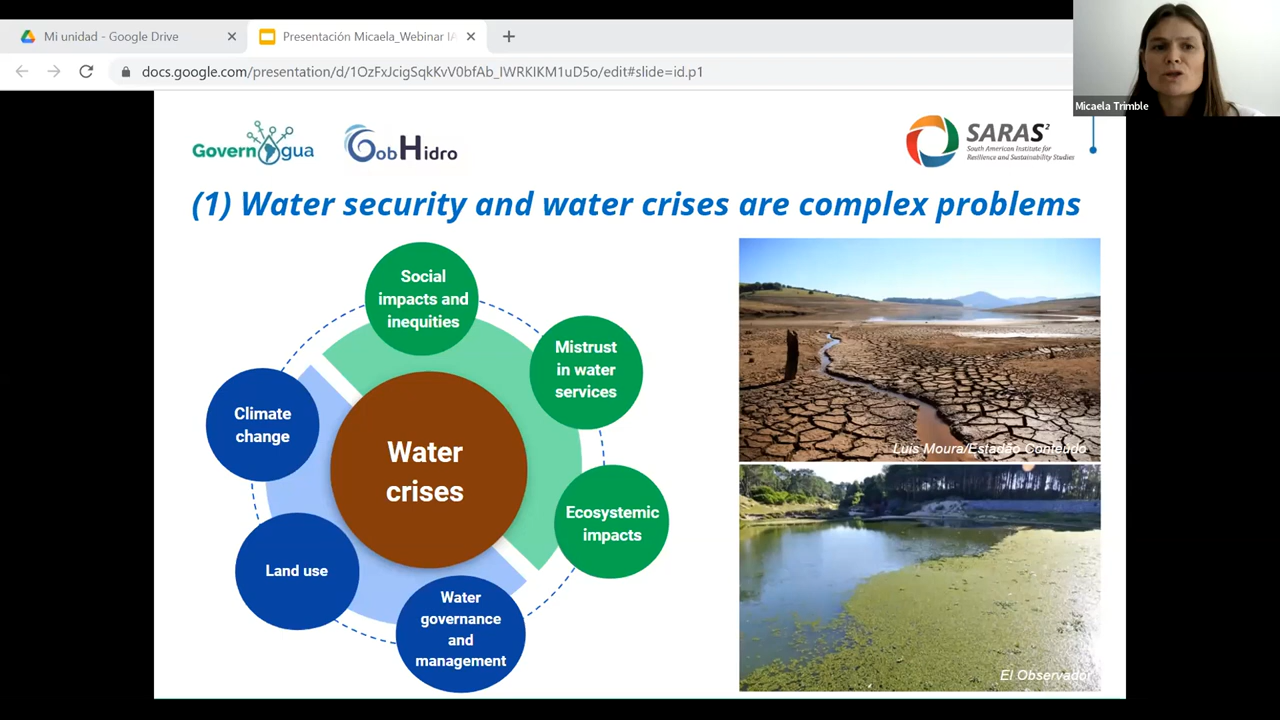 Mi unidad - Google Drive
Presentación Micaela_Webinar IA
docs.google.com/presentation/d/1OzFxJcigSqkKvV0bfAb_IWRKIKM1uD5o/edit#slide=id.p1
Micaela Trimble
Governagua
GobHidro
SARAS²
South American Institute for
Resilience and Sustainability Studies
(1) Water security and water crises are complex problems
Social
impacts and
inequities
Mistrust
in water
services
Climate
change
Water
crises
Ecosystemic
impacts
Land use
Water
governance
and
management
Luis Moura/Estadão Conteúdo
El Observador